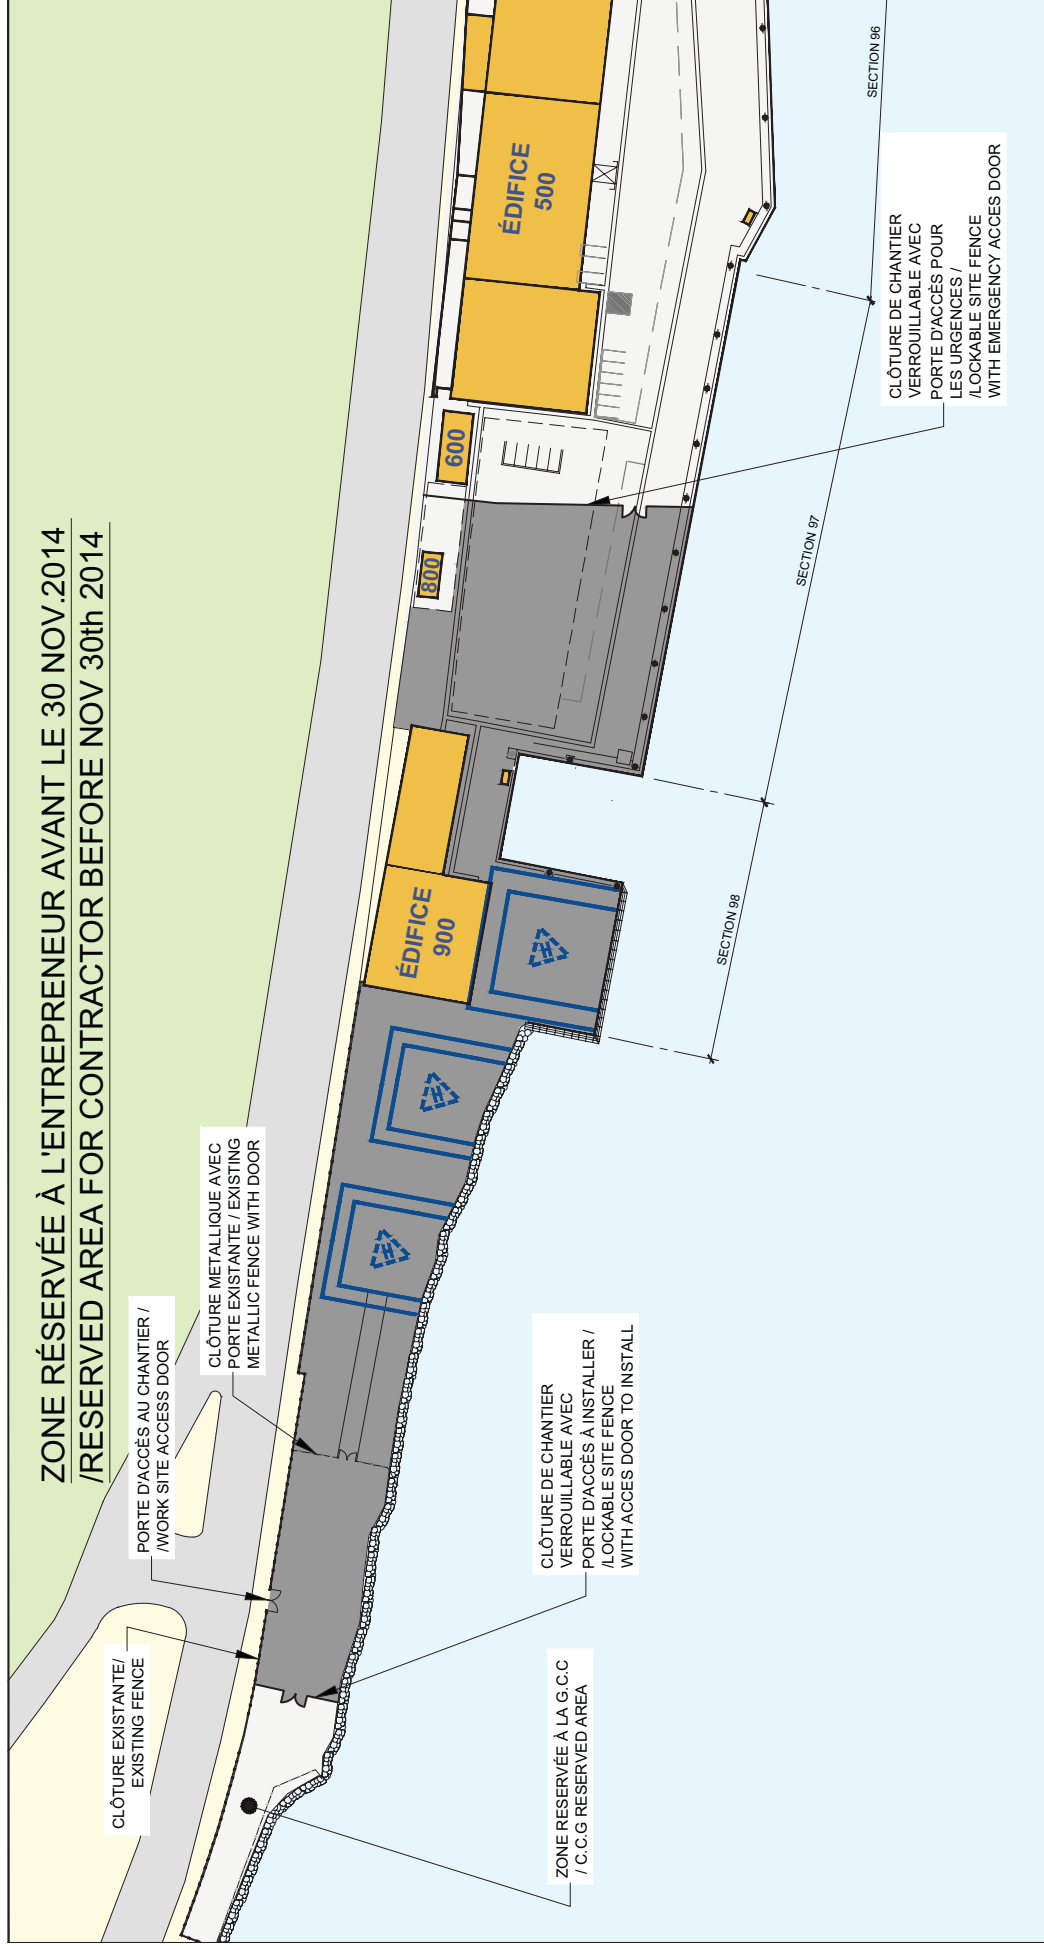 ZONE RÉSERVÉE À L'ENTREPRENEUR AVANT LE 30 NOV.2014
/RESERVED AREA FOR CONTRACTOR BEFORE NOV 30th 2014
CLÔTURE EXISTANTE/
EXISTING FENCE
PORTE D'ACCÈS AU CHANTIER /
/WORK SITE ACCESS DOOR
CLÔTURE METALLIQUE AVEC
PORTE EXISTANTE / EXISTING
METALLIC FENCE WITH DOOR
ÉDIFICE
900
800
600
ÉDIFICE
500
H
H
H
ZONE RESERVÉE À LA G.C.C
/ C.C.G RESERVED AREA
CLÔTURE DE CHANTIER
VERROUILLABLE AVEC
PORTE D'ACCÈS À INSTALLER /
/LOCKABLE SITE FENCE
WITH ACCES DOOR TO INSTALL
SECTION 98
SECTION 97
SECTION 96
CLÔTURE DE CHANTIER
VERROUILLABLE AVEC
PORTE D'ACCÈS POUR
LES URGENCES /
/LOCKABLE SITE FENCE
WITH EMERGENCY ACCES DOOR